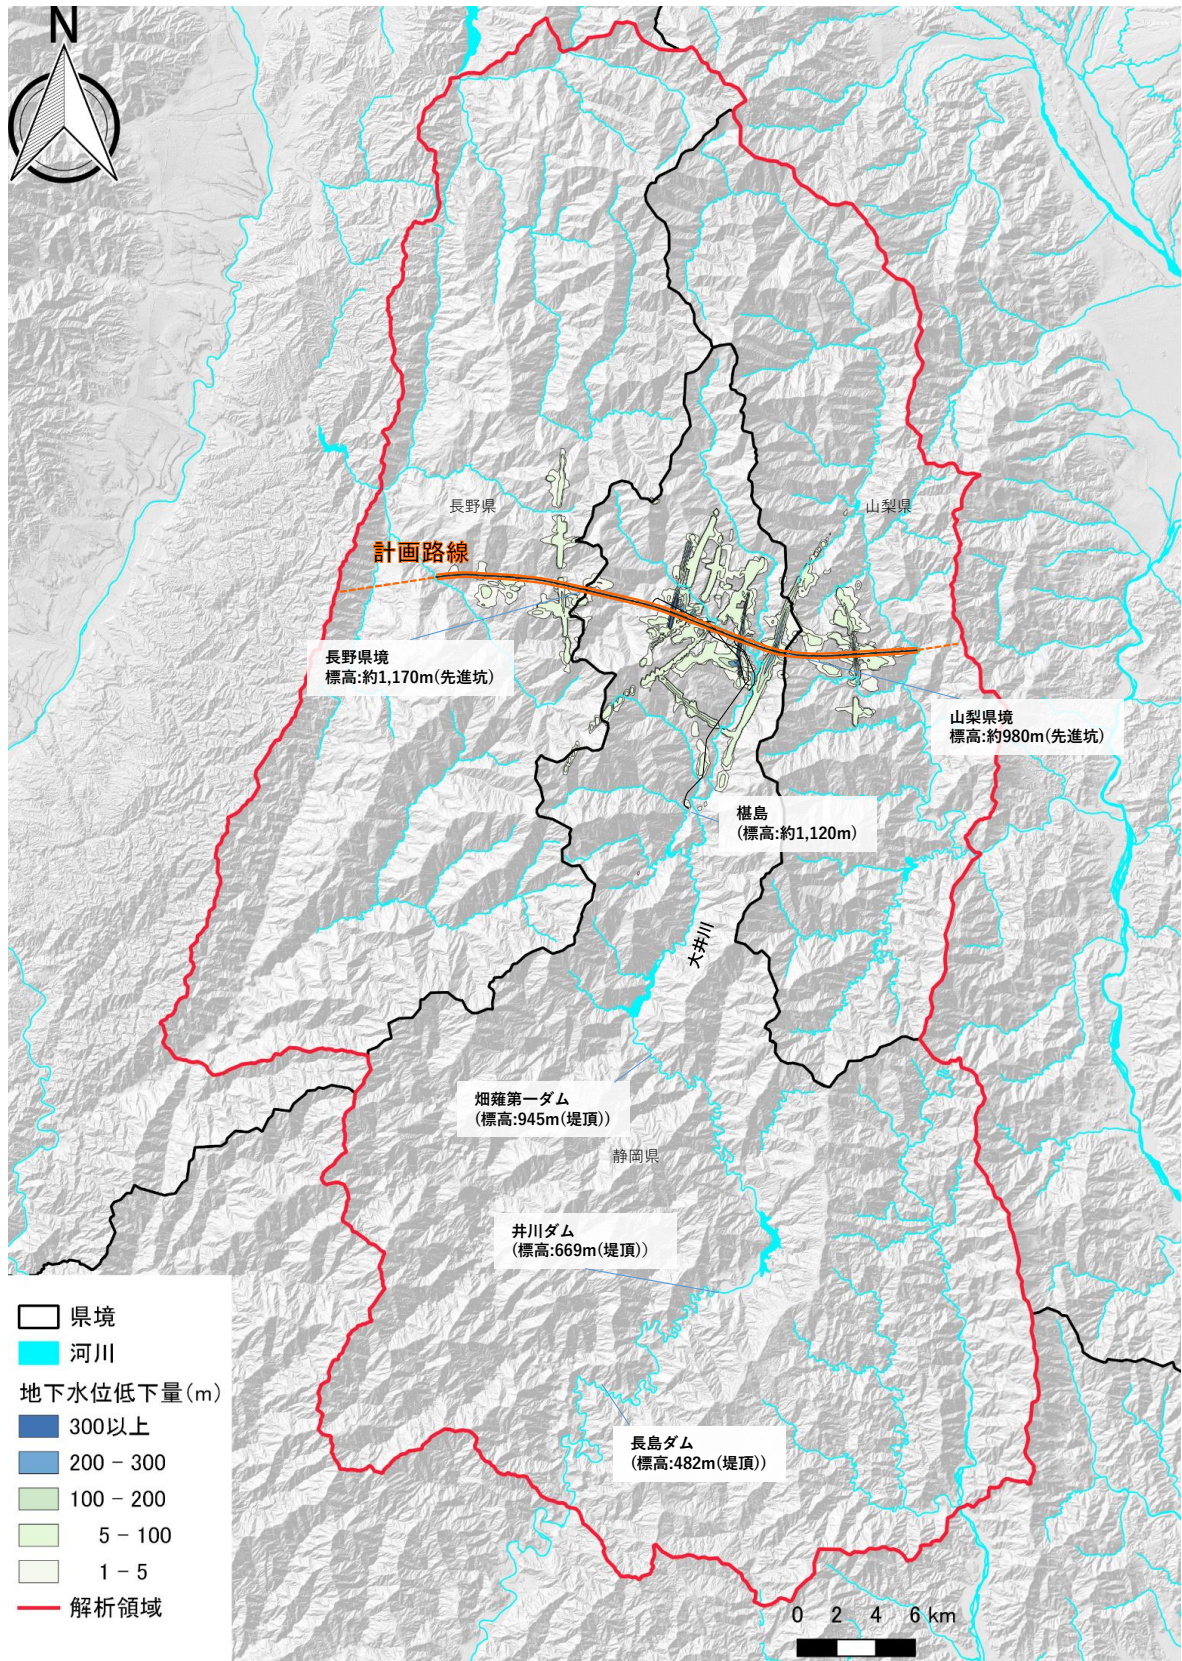 N
長野県
山梨県
計画路線
長野県境
標高:約1,170m(先進坑)
山梨県境
標高:約980m(先進坑)
椹島
(標高:約1,120m)
大井川
畑薙第一ダム
(標高:945m(堤頂))
静岡県
井川ダム
(標高:669m(堤頂))
長島ダム
(標高:482m(堤頂))
県境
河川
地下水位低下量(m)
300以上
200 - 300
100 - 200
5 - 100
1 - 5
解析領域
0 2 4 6 km